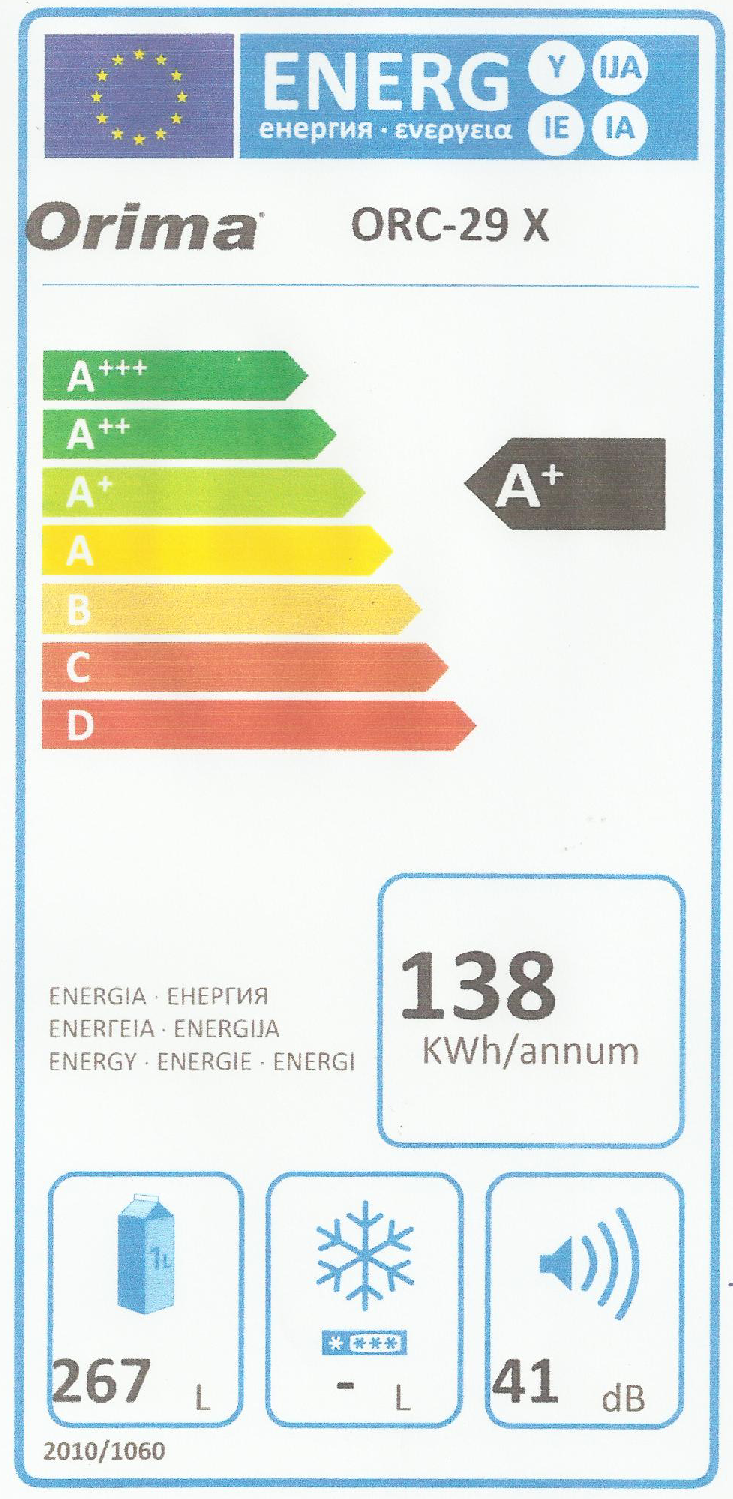 ENERG Y IJA
енергия · ενεργεια IE IA
Orima ORC-29 X
A+++
A++
A+
A+
A
B
C
D
138
KWh/annum
ENERGIA · ЕНЕРГИЯ
ΕΝΕΡΓΕΙΑ · ENERGIJA
ENERGY · ENERGIE · ENERGI
1L
267 L
- L
41 dB
2010/1060